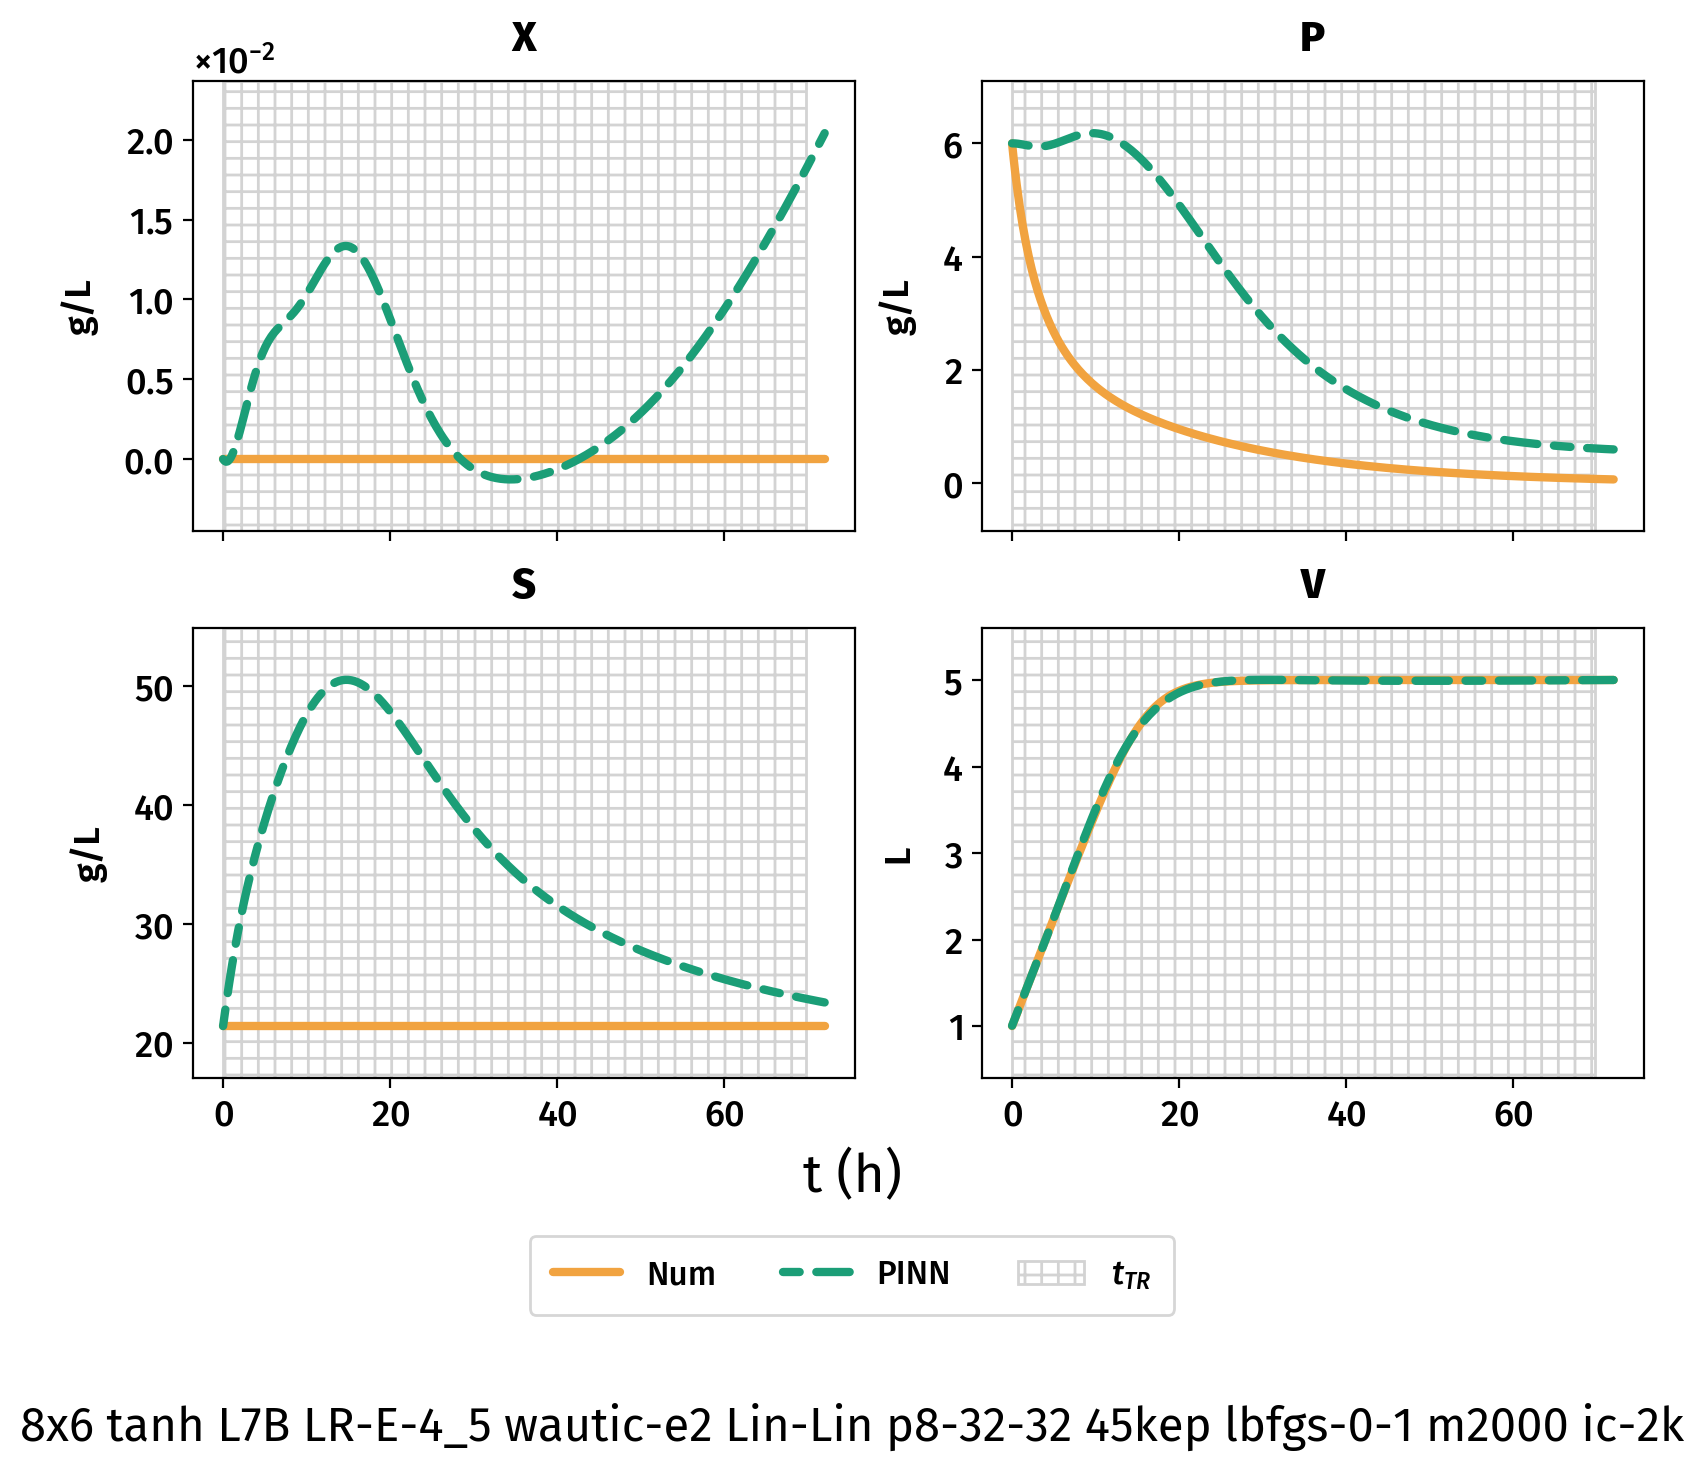 X
×10⁻²
g/L
2.0
1.5
1.0
0.5
0.0
P
g/L
6
4
2
0
S
g/L
50
40
30
20
0 20 40 60
V
L
5
4
3
2
1
0 20 40 60
t (h)
Num PINN t_TR
8x6 tanh L7B LR-E-4_5 wautic-e2 Lin-Lin p8-32-32 45kep lbfgs-0-1 m2000 ic-2k